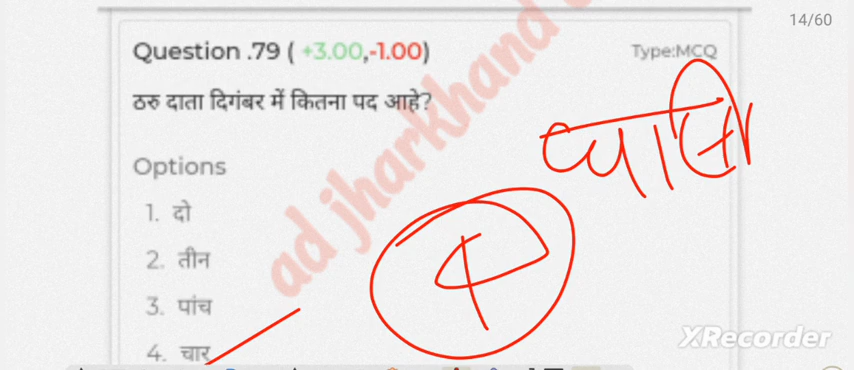 14/60
Question .79 ( +3.00,-1.00)
Type:MCQ
ठरु दाता दिगंबर में कितना पद आहे?
Options
1. दो
2. तीन
3. पांच
4. चार
ad jharkhand
XRecorder